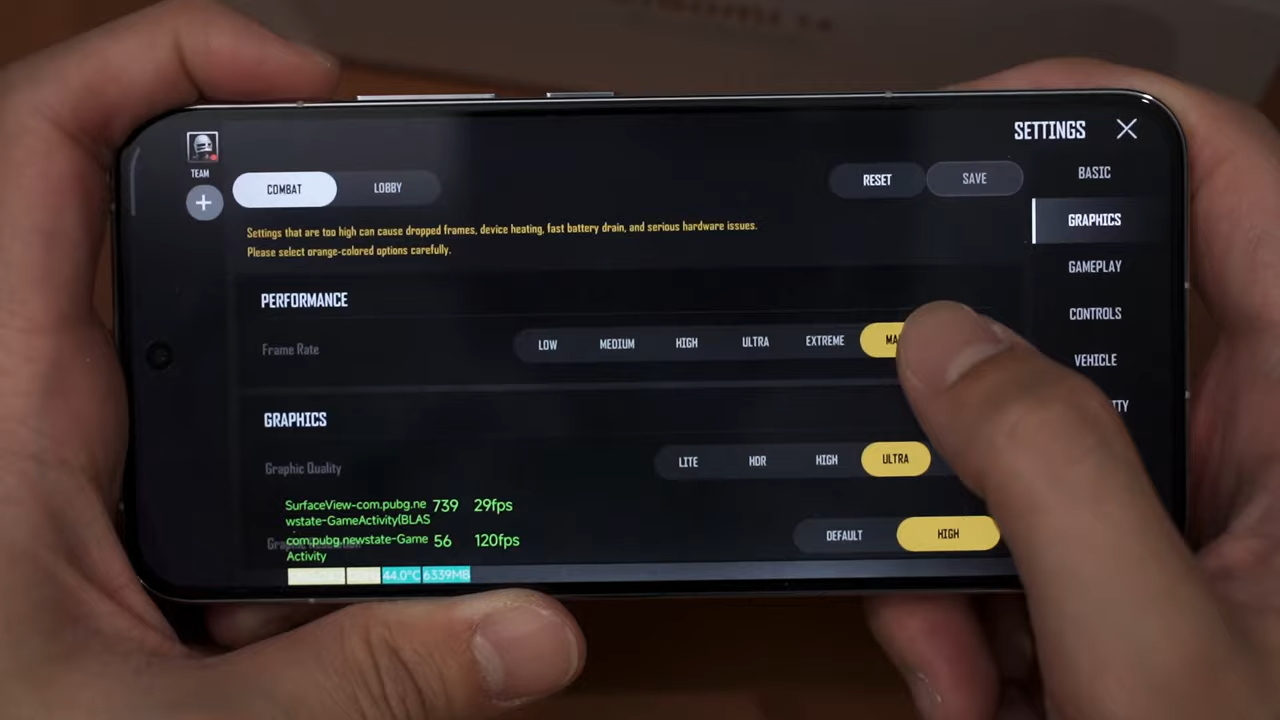 SETTINGS
TEAM
COMBAT
LOBBY
RESET
SAVE
BASIC
Settings that are too high can cause dropped frames, device heating, fast battery drain, and serious hardware issues.
Please select orange-colored options carefully.
GRAPHICS
GAMEPLAY
PERFORMANCE
CONTROLS
Frame Rate
LOW
MEDIUM
HIGH
ULTRA
EXTREME
VEHICLE
GRAPHICS
Graphic Quality
LITE
HDR
HIGH
ULTRA
SurfaceView-com.pubg.ne 739 29fps
wstate-GameActivity(BLAS
com.pubg.newstate-Game 56 120fps
Activity
DEFAULT
HIGH
44.0°C 6339MB